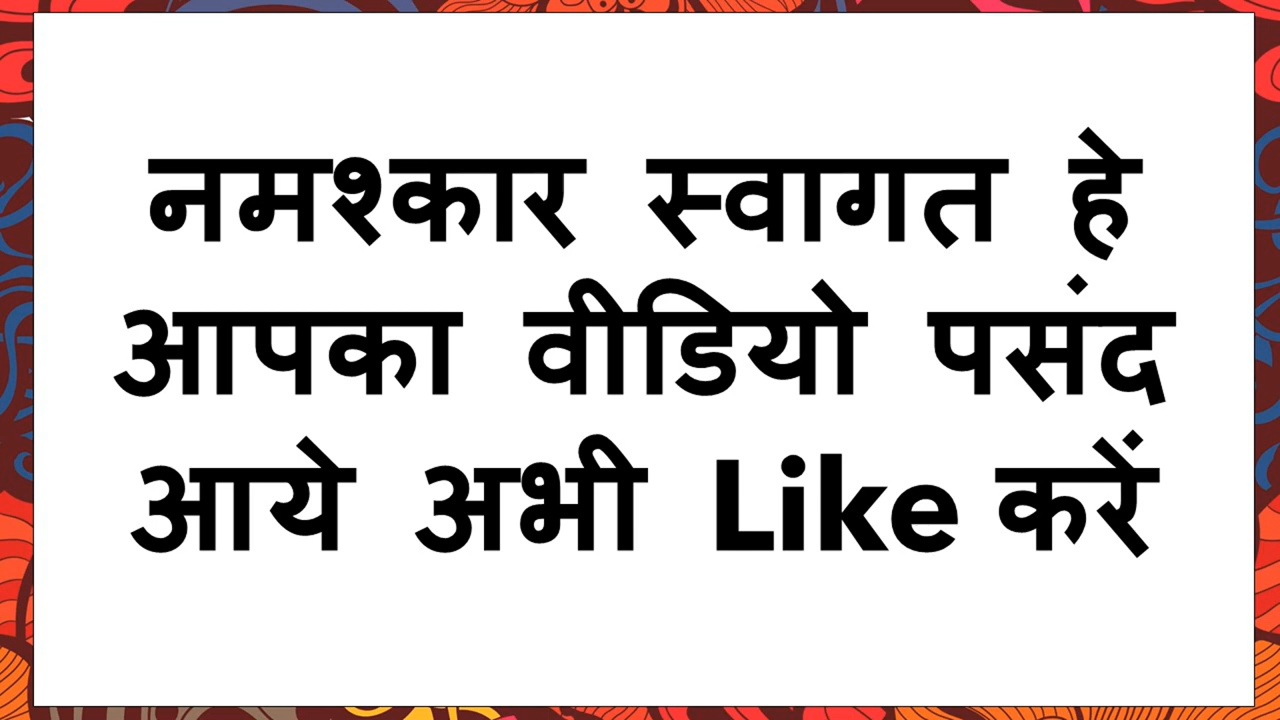 नमश्कार स्वागत हे
आपका वीडियो पसंद
आये अभी Like करें